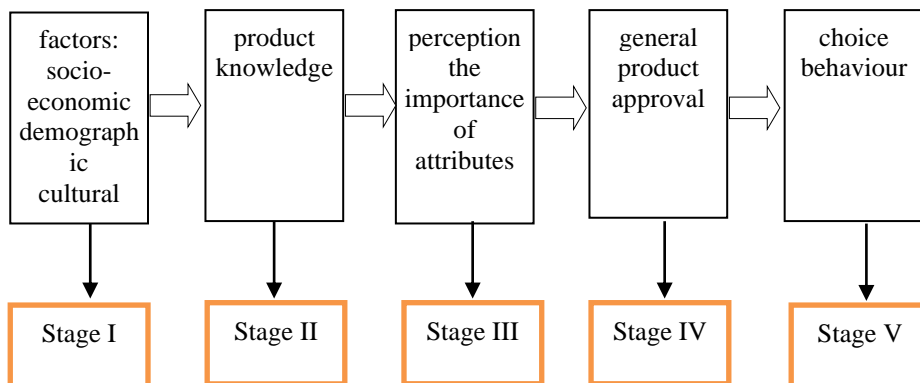 factors:
socio-
economic
demograph
ic
cultural
product
knowledge
perception
the
importance
of
attributes
general
product
approval
choice
behaviour
Stage I
Stage II
Stage III
Stage IV
Stage V